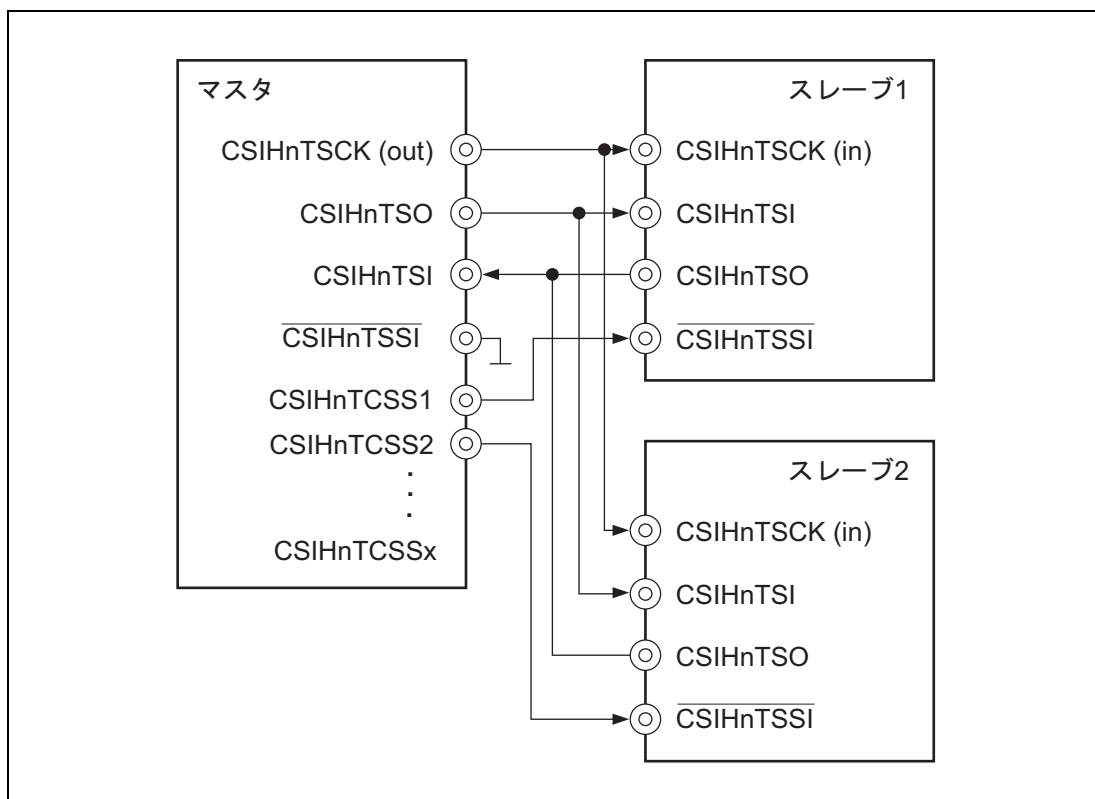 マスタ
CSIHnTSCK (out)
CSIHnTSO
CSIHnTSI
CSIHnTSSI
CSIHnTCSS1
CSIHnTCSS2
.
.
.
CSIHnTCSSx
スレーブ1
CSIHnTSCK (in)
CSIHnTSI
CSIHnTSO
CSIHnTSSI
スレーブ2
CSIHnTSCK (in)
CSIHnTSI
CSIHnTSO
CSIHnTSSI